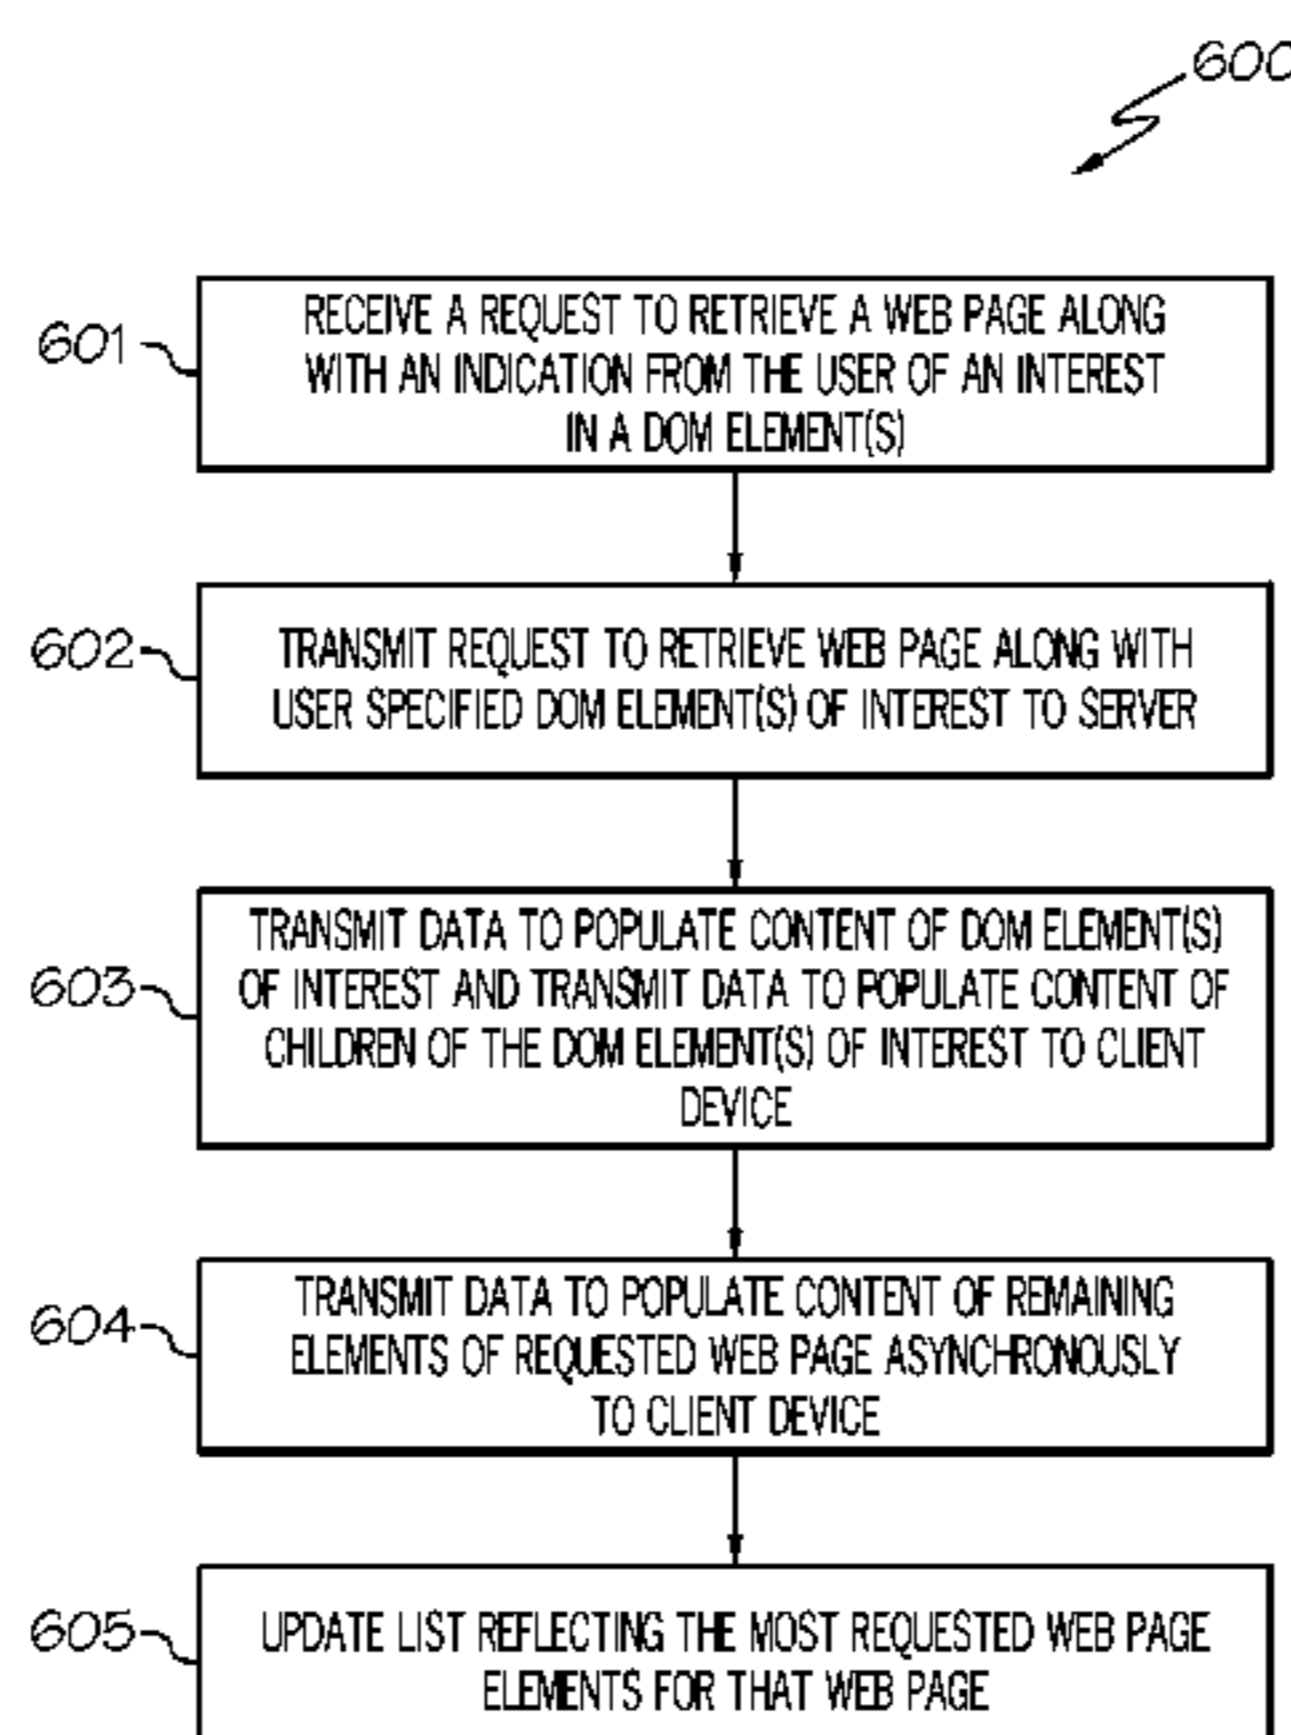 600
601
RECEIVE A REQUEST TO RETRIEVE A WEB PAGE ALONG
WITH AN INDICATION FROM THE USER OF AN INTEREST
IN A DOM ELEMENT(S)
602
TRANSMIT REQUEST TO RETRIEVE WEB PAGE ALONG WITH
USER SPECIFIED DOM ELEMENT(S) OF INTEREST TO SERVER
603
TRANSMIT DATA TO POPULATE CONTENT OF DOM ELEMENT(S)
OF INTEREST AND TRANSMIT DATA TO POPULATE CONTENT OF
CHILDREN OF THE DOM ELEMENT(S) OF INTEREST TO CLIENT
DEVICE
604
TRANSMIT DATA TO POPULATE CONTENT OF REMAINING
ELEMENTS OF REQUESTED WEB PAGE ASYNCHRONOUSLY
TO CLIENT DEVICE
605
UPDATE LIST REFLECTING THE MOST REQUESTED WEB PAGE
ELEMENTS FOR THAT WEB PAGE